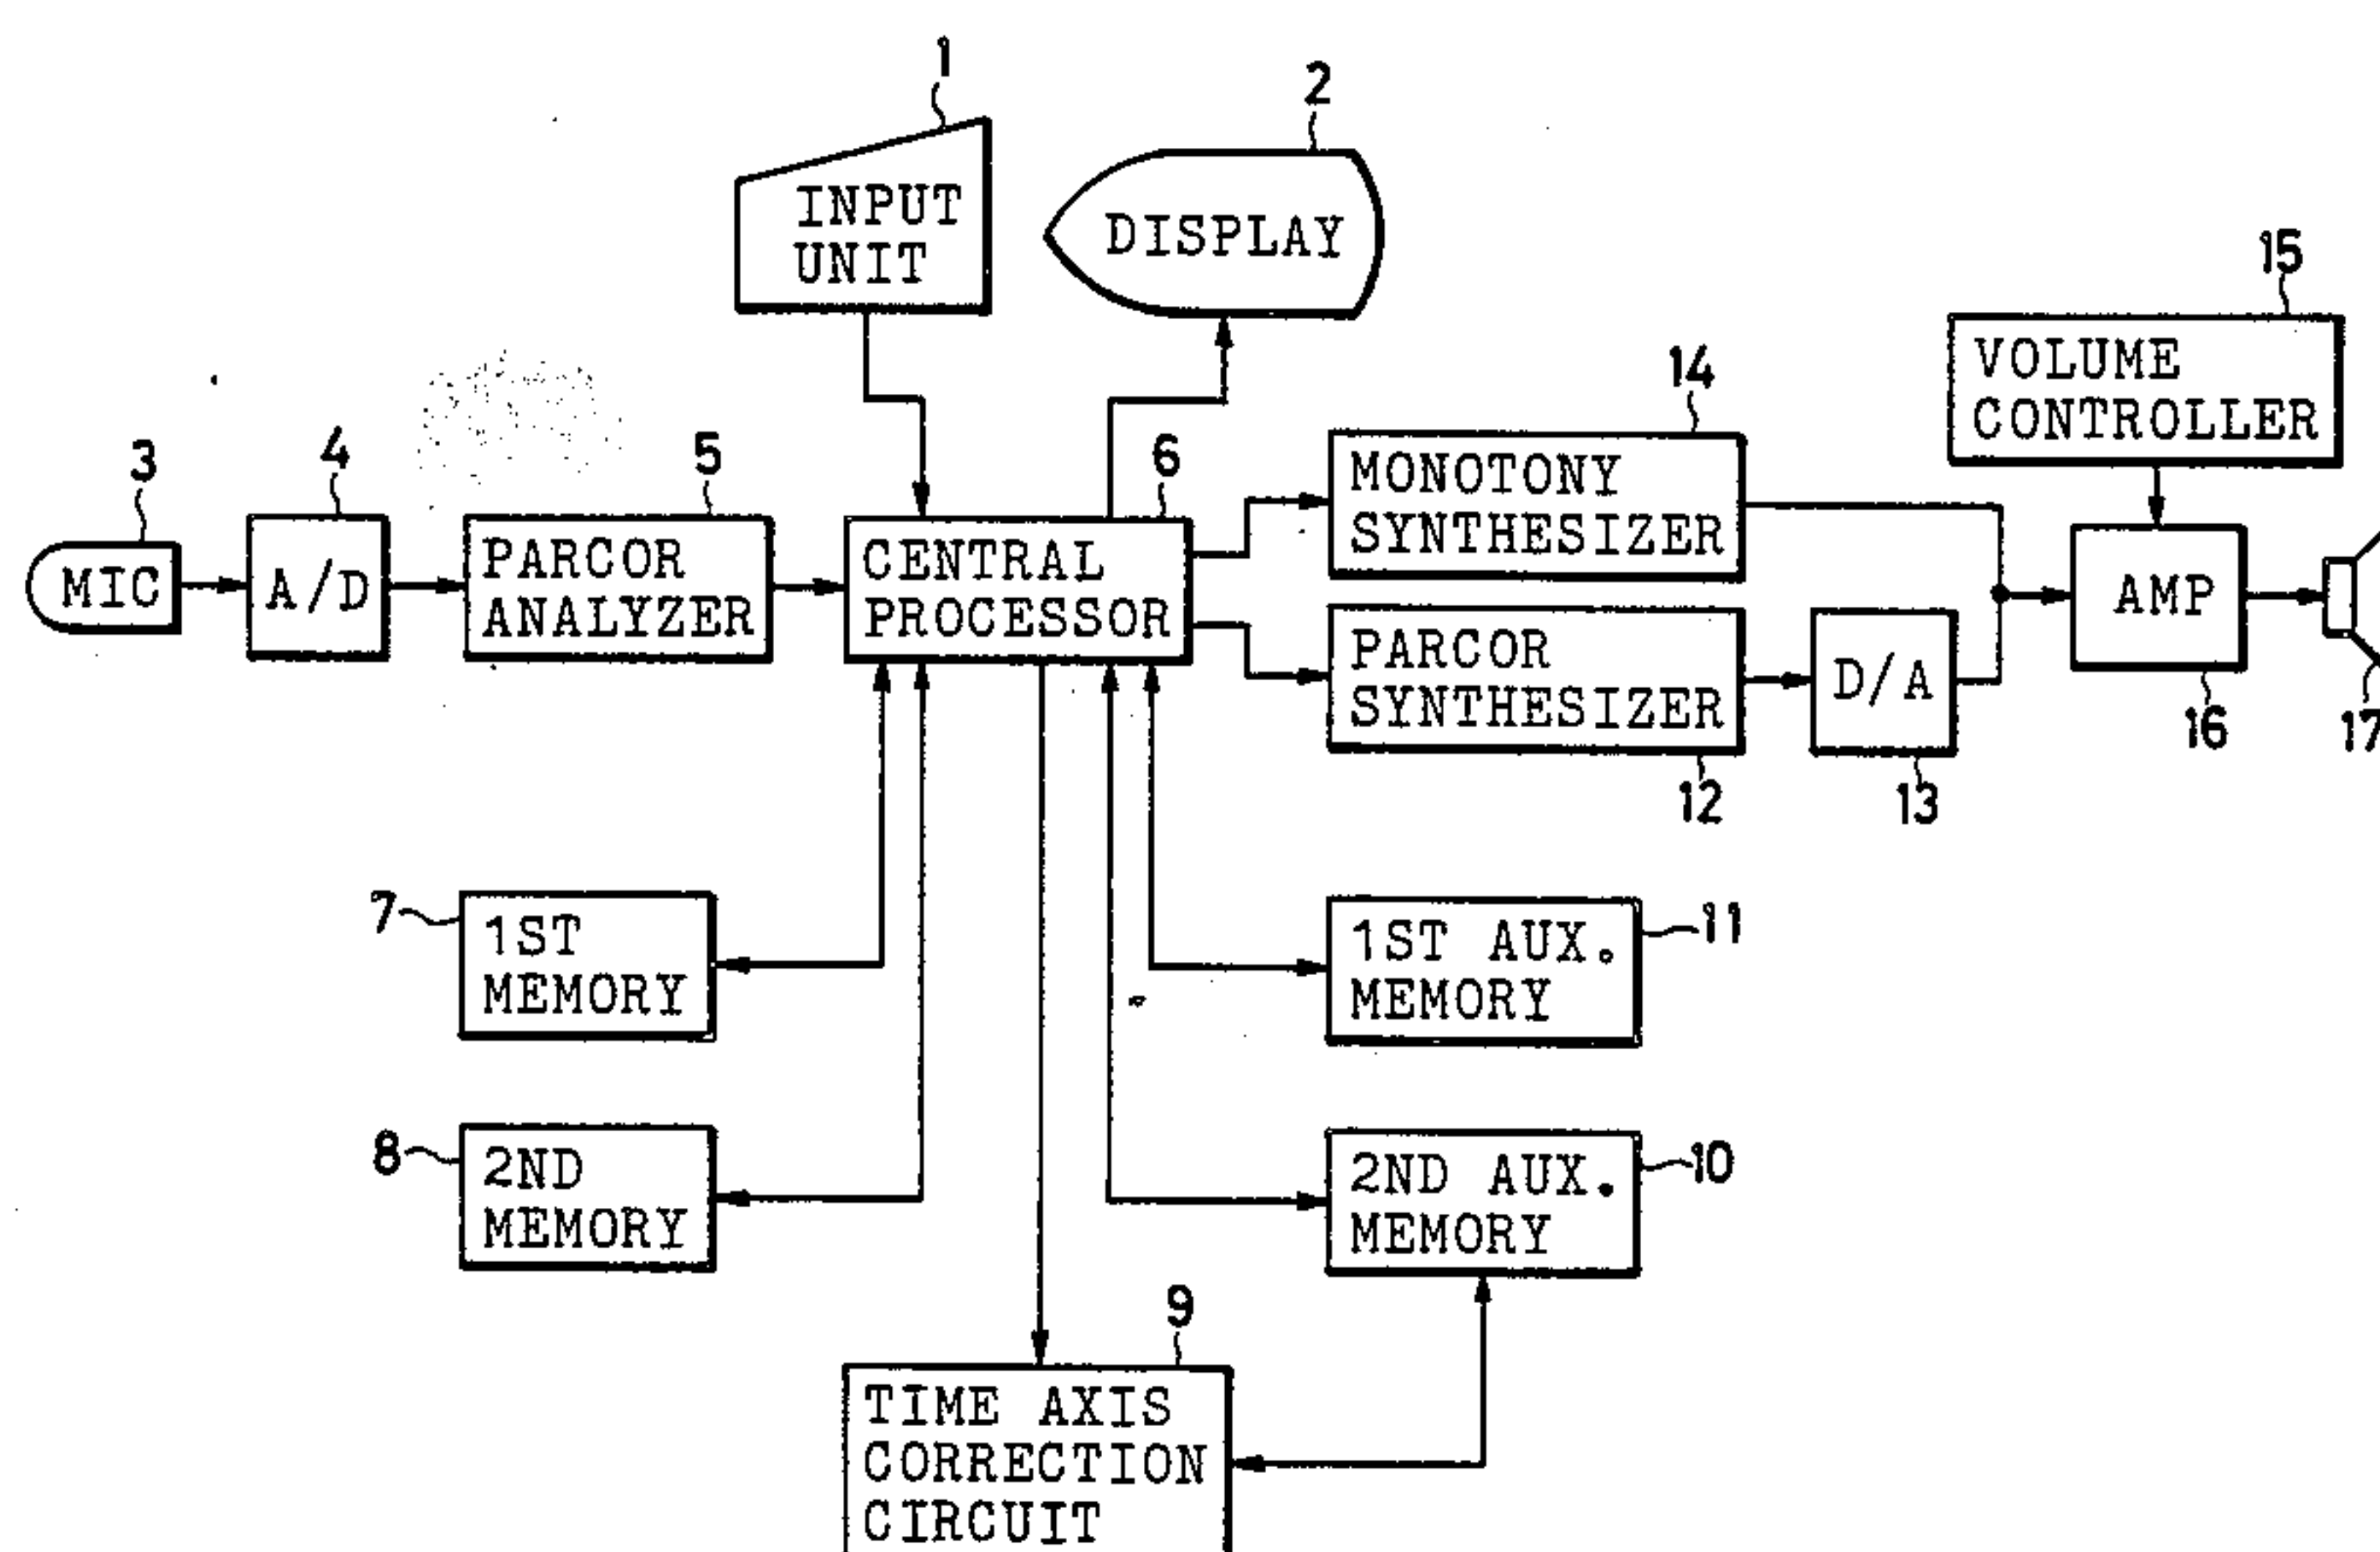 1
2
INPUT
UNIT
DISPLAY
15
VOLUME
CONTROLLER
14
MONOTONY
SYNTHESIZER
3
MIC
4
A/D
5
PARCOR
ANALYZER
6
CENTRAL
PROCESSOR
PARCOR
SYNTHESIZER
12
D/A
13
AMP
16
17
7
1ST
MEMORY
1ST AUX.
MEMORY
11
8
2ND
MEMORY
2ND AUX.
MEMORY
10
9
TIME AXIS
CORRECTION
CIRCUIT